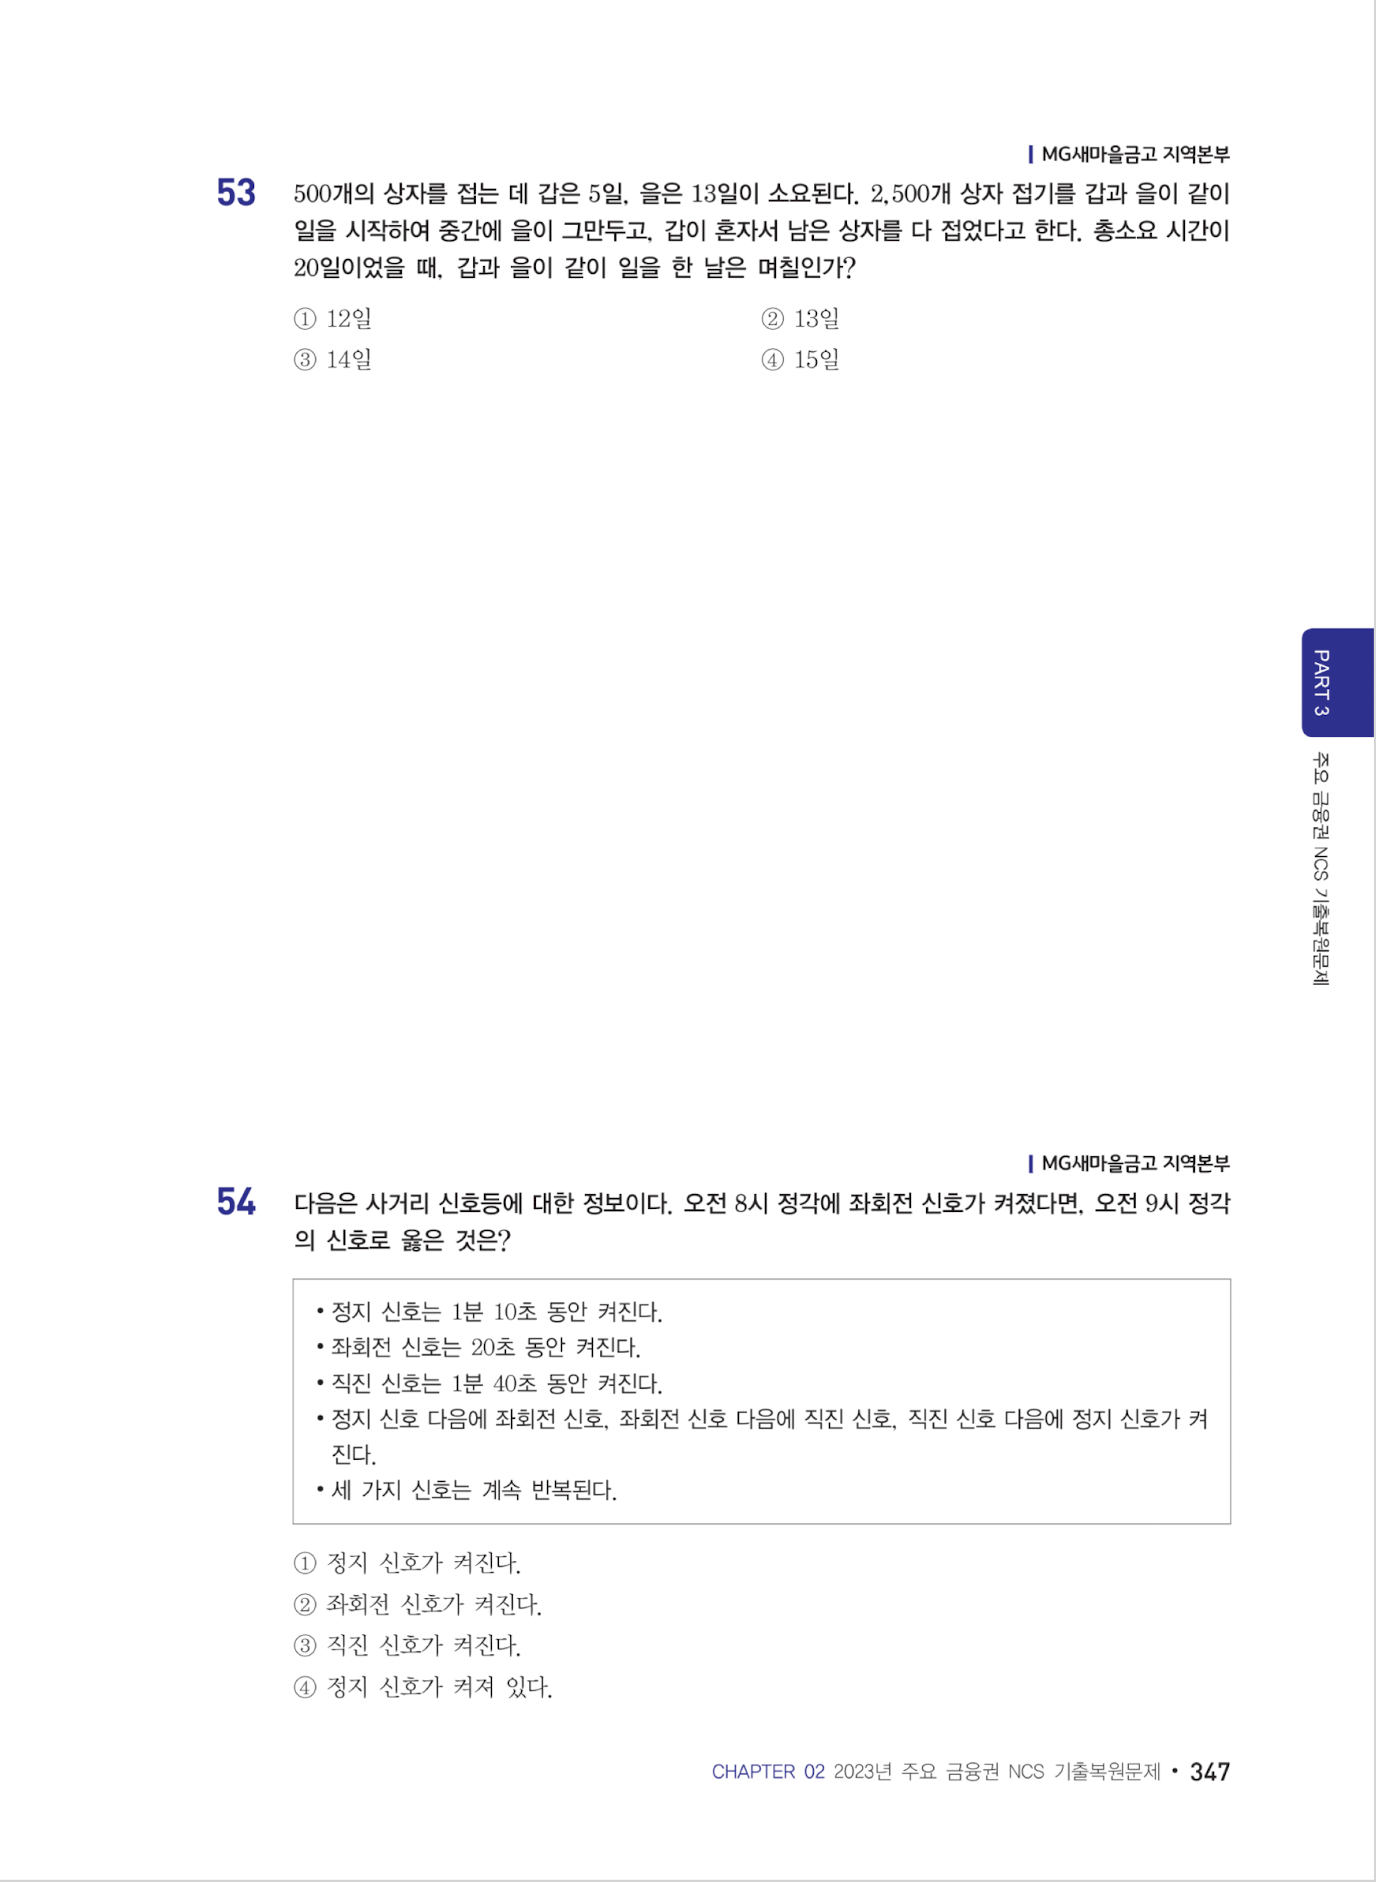 MG새마을금고 지역본부
53 500개의 상자를 접는 데 갑은 5일, 을은 13일이 소요된다. 2,500개 상자 접기를 갑과 을이 같이
일을 시작하여 중간에 을이 그만두고, 갑이 혼자서 남은 상자를 다 접었다고 한다. 총소요 시간이
20일이었을 때, 갑과 을이 같이 일을 한 날은 며칠인가?
① 12일 ② 13일
③ 14일 ④ 15일
PART 3
주요 금융권 NCS 기출복원문제
MG새마을금고 지역본부
54 다음은 사거리 신호등에 대한 정보이다. 오전 8시 정각에 좌회전 신호가 켜졌다면, 오전 9시 정각
의 신호로 옳은 것은?
• 정지 신호는 1분 10초 동안 켜진다.
• 좌회전 신호는 20초 동안 켜진다.
• 직진 신호는 1분 40초 동안 켜진다.
• 정지 신호 다음에 좌회전 신호, 좌회전 신호 다음에 직진 신호, 직진 신호 다음에 정지 신호가 켜
진다.
• 세 가지 신호는 계속 반복된다.
① 정지 신호가 켜진다.
② 좌회전 신호가 켜진다.
③ 직진 신호가 켜진다.
④ 정지 신호가 켜져 있다.
CHAPTER 02 2023년 주요 금융권 NCS 기출복원문제 • 347